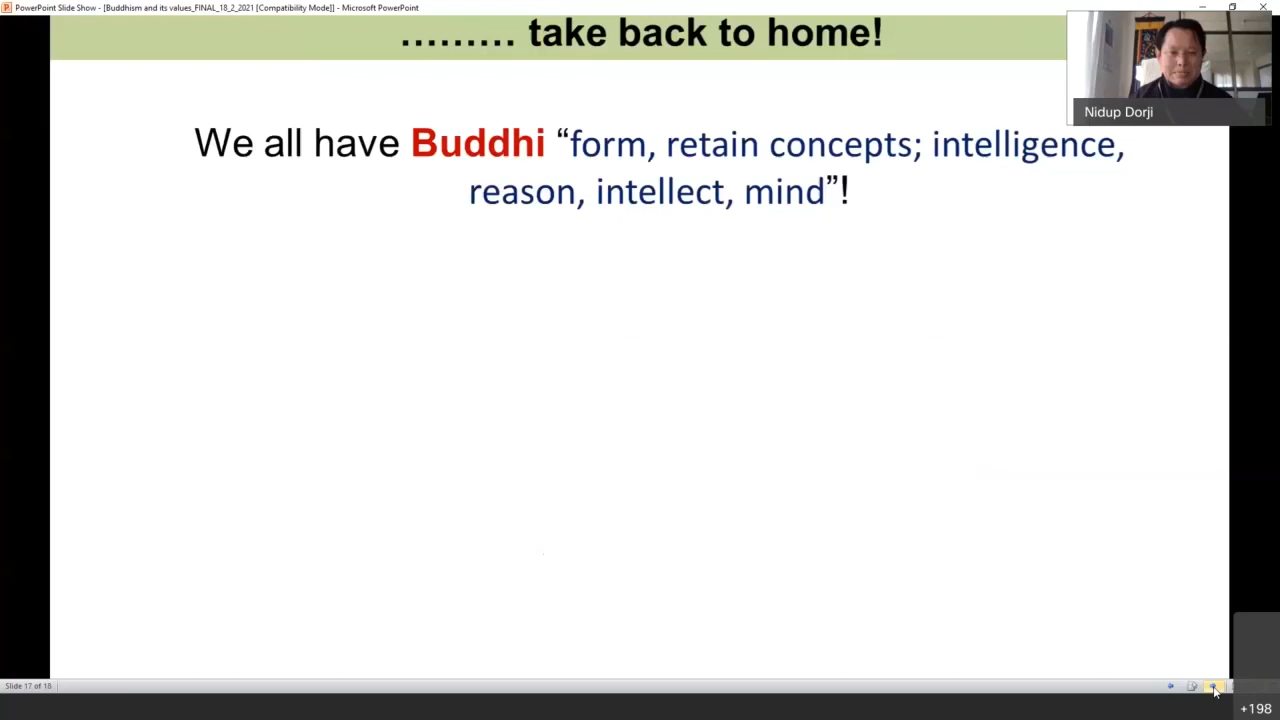 PowerPoint Slide Show - [Buddhism and its values_FINAL_18_2_2021 [Compatibility Mode]] - Microsoft PowerPoint
......... take back to home!
Nidup Dorji
We all have Buddhi “form, retain concepts; intelligence,
reason, intellect, mind”!
Slide 17 of 18
+198